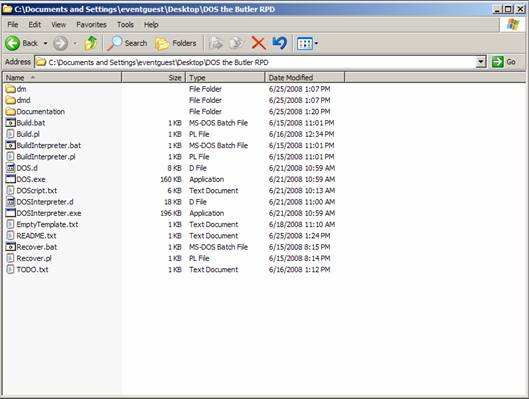 C:\Documents and Settings\eventguest\Desktop\DOS the Butler RPD
File Edit View Favorites Tools Help
Back Search Folders
Address C:\Documents and Settings\eventguest\Desktop\DOS the Butler RPD Go
Name Size Type Date Modified
dm File Folder 6/25/2008 1:07 PM
dmd File Folder 6/25/2008 1:07 PM
Documentation File Folder 6/25/2008 1:20 PM
Build.bat 1 KB MS-DOS Batch File 6/15/2008 11:01 PM
Build.pl 1 KB PL File 6/16/2008 12:34 PM
BuildInterpreter.bat 1 KB MS-DOS Batch File 6/15/2008 11:01 PM
BuildInterpreter.pl 1 KB PL File 6/15/2008 11:01 PM
DOS.d 8 KB D File 6/21/2008 10:59 AM
DOS.exe 160 KB Application 6/21/2008 10:59 AM
DOScript.txt 6 KB Text Document 6/21/2008 10:13 AM
DOSInterpreter.d 18 KB D File 6/21/2008 11:00 AM
DOSInterpreter.exe 196 KB Application 6/21/2008 10:59 AM
EmptyTemplate.txt 1 KB Text Document 6/18/2008 11:10 AM
README.txt 1 KB Text Document 6/25/2008 1:24 PM
Recover.bat 1 KB MS-DOS Batch File 6/15/2008 8:15 PM
Recover.pl 1 KB PL File 6/15/2008 8:14 PM
TODO.txt 1 KB Text Document 6/16/2008 1:12 PM